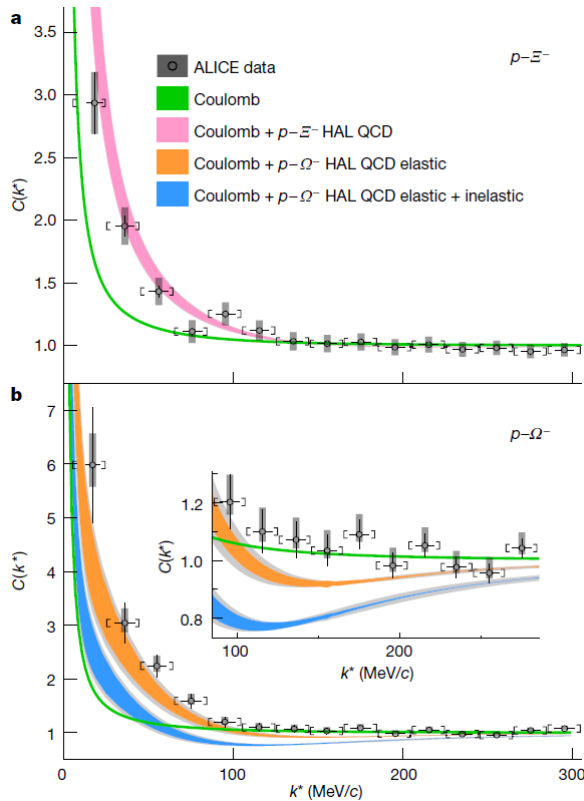 a
3.5
3.0
2.5
2.0
1.5
1.0
C(k*)
p–Ξ⁻
ALICE data
Coulomb
Coulomb + p–Ξ⁻ HAL QCD
Coulomb + p–Ω⁻ HAL QCD elastic
Coulomb + p–Ω⁻ HAL QCD elastic + inelastic
b
7
6
5
4
3
2
1
C(k*)
p–Ω⁻
1.2
1.0
0.8
C(k*)
100 200
k* (MeV/c)
0 100 200 300
k* (MeV/c)